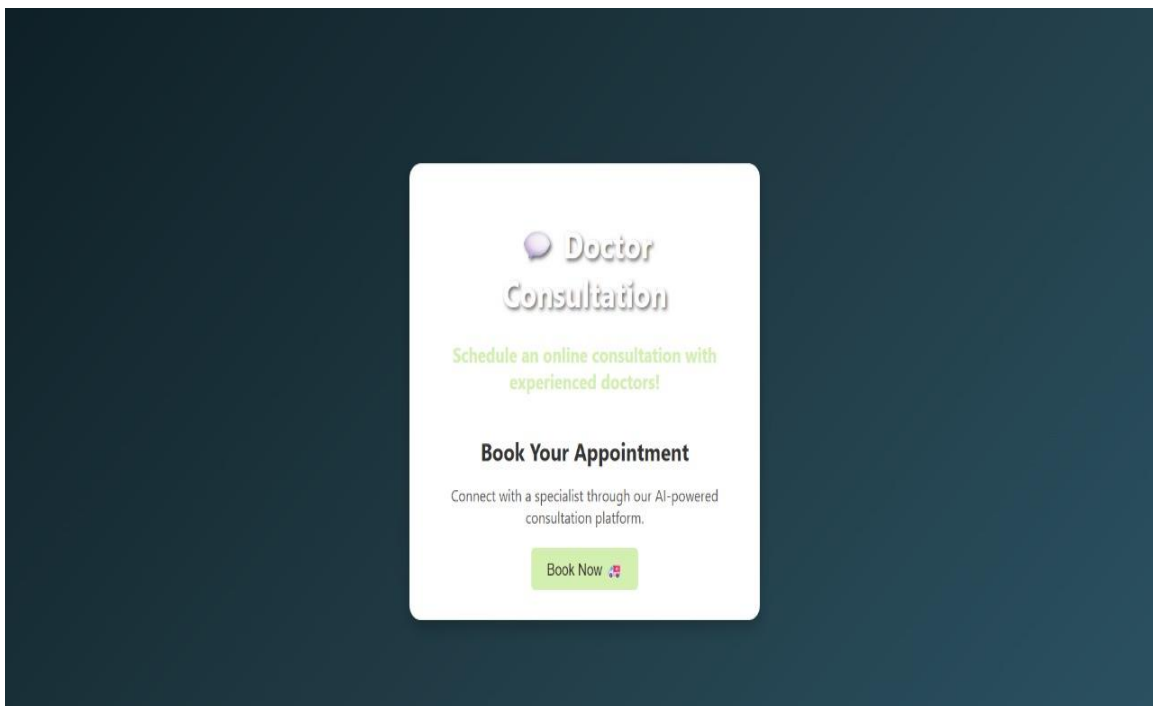 💬 Doctor
Consultation
Schedule an online consultation with
experienced doctors!
Book Your Appointment
Connect with a specialist through our AI-powered
consultation platform.
Book Now 🚑